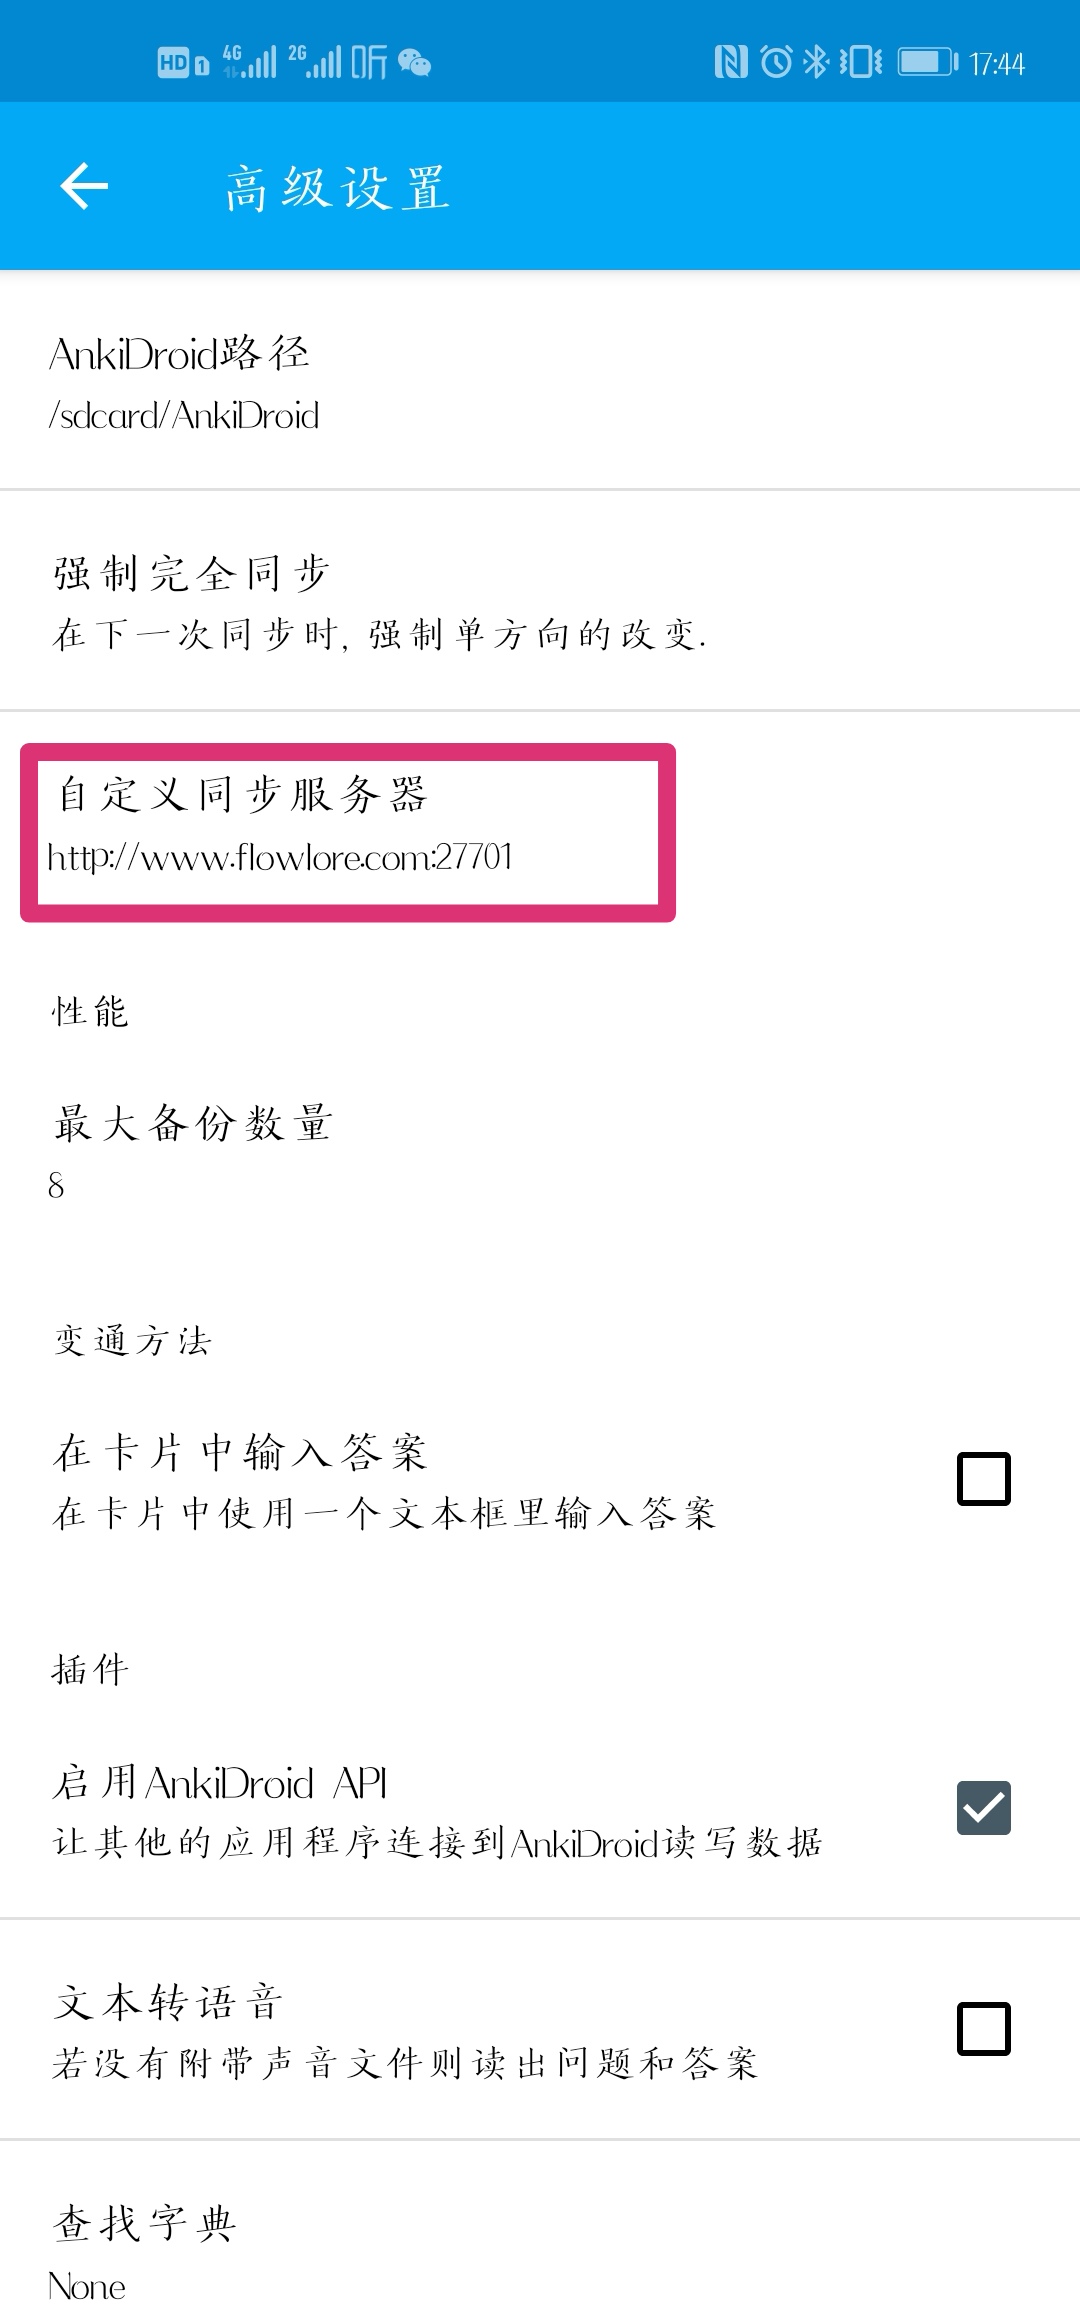 HD 1 4G 2G 听 17:44
高级设置
AnkiDroid路径
/sdcard/AnkiDroid
强制完全同步
在下一次同步时, 强制单方向的改变.
自定义同步服务器
http://www.flowlore.com:27701
性能
最大备份数量
8
变通方法
在卡片中输入答案
在卡片中使用一个文本框里输入答案
插件
启用AnkiDroid API
让其他的应用程序连接到AnkiDroid读写数据
文本转语音
若没有附带声音文件则读出问题和答案
查找字典
None